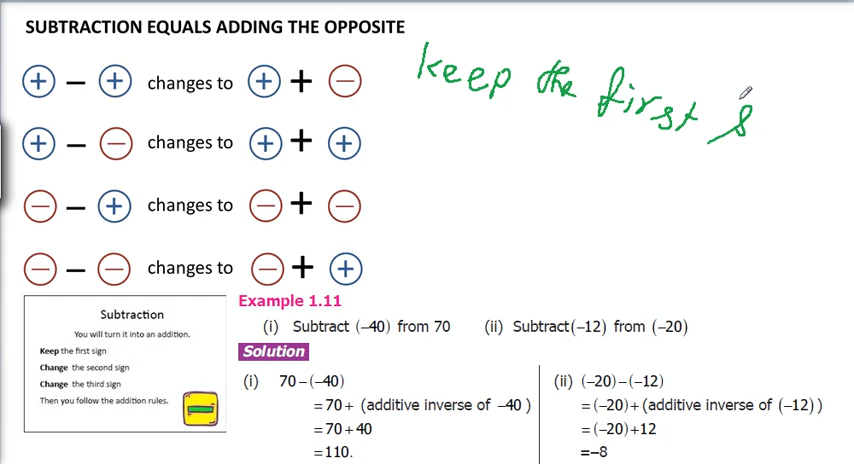 SUBTRACTION EQUALS ADDING THE OPPOSITE
+ − + changes to + + −
+ − − changes to + + +
− − + changes to − + −
− − − changes to − + +
keep the first s
Subtraction
You will turn it into an addition.
Keep the first sign
Change the second sign
Change the third sign
Then you follow the addition rules.
Example 1.11
(i) Subtract (−40) from 70 (ii) Subtract(−12) from (−20)
Solution
(i) 70−(−40)
=70+ (additive inverse of −40 )
=70+40
=110.
(ii) (−20)−(−12)
=(−20)+(additive inverse of (−12))
=(−20)+12
=−8